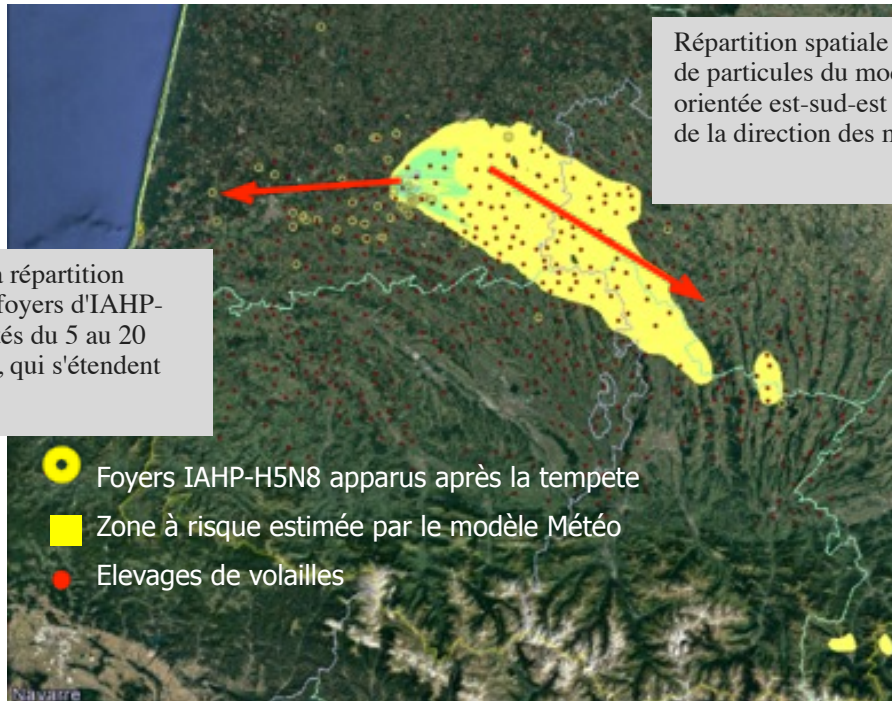 Répartition spatiale
de particules du mod
orientée est-sud-est
de la direction des n
répartition
foyers d'IAHP-
és du 5 au 20
, qui s'étendent
Foyers IAHP-H5N8 apparus après la tempete
Zone à risque estimée par le modèle Météo
Elevages de volailles
Navarre